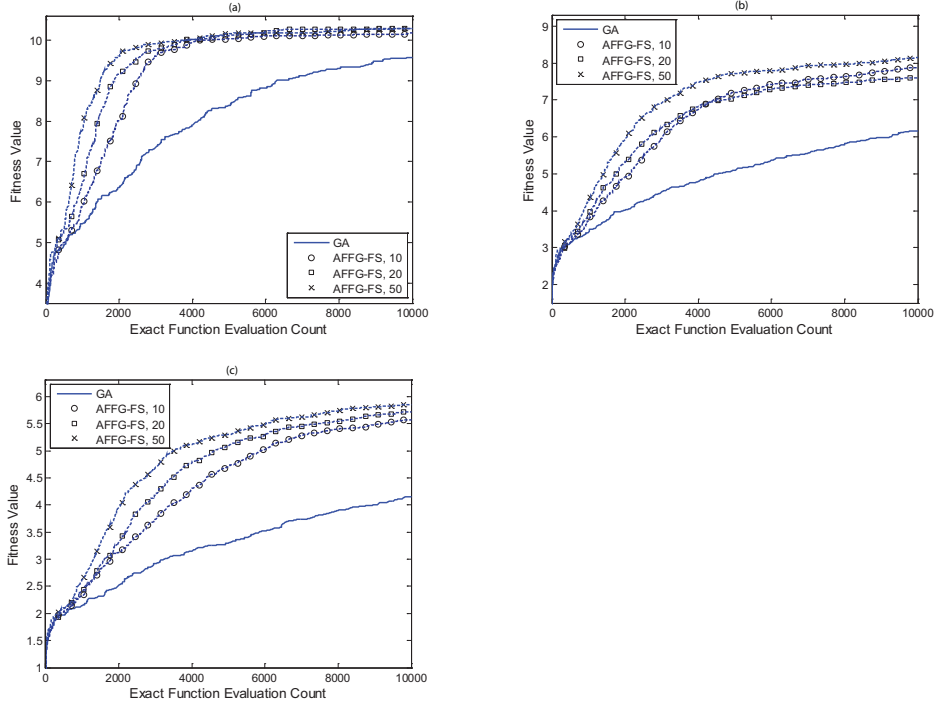 (a)
10
9
8
7
6
5
4
0
2000
4000
6000
8000
10000
Fitness Value
Exact Function Evaluation Count
GA
AFFG-FS, 10
AFFG-FS, 20
AFFG-FS, 50
(b)
8
7
6
5
4
3
2
0
2000
4000
6000
8000
10000
Fitness Value
Exact Function Evaluation Count
GA
AFFG-FS, 10
AFFG-FS, 20
AFFG-FS, 50
(c)
6
5.5
5
4.5
4
3.5
3
2.5
2
1.5
1
0
2000
4000
6000
8000
10000
Fitness Value
Exact Function Evaluation Count
GA
AFFG-FS, 10
AFFG-FS, 20
AFFG-FS, 50